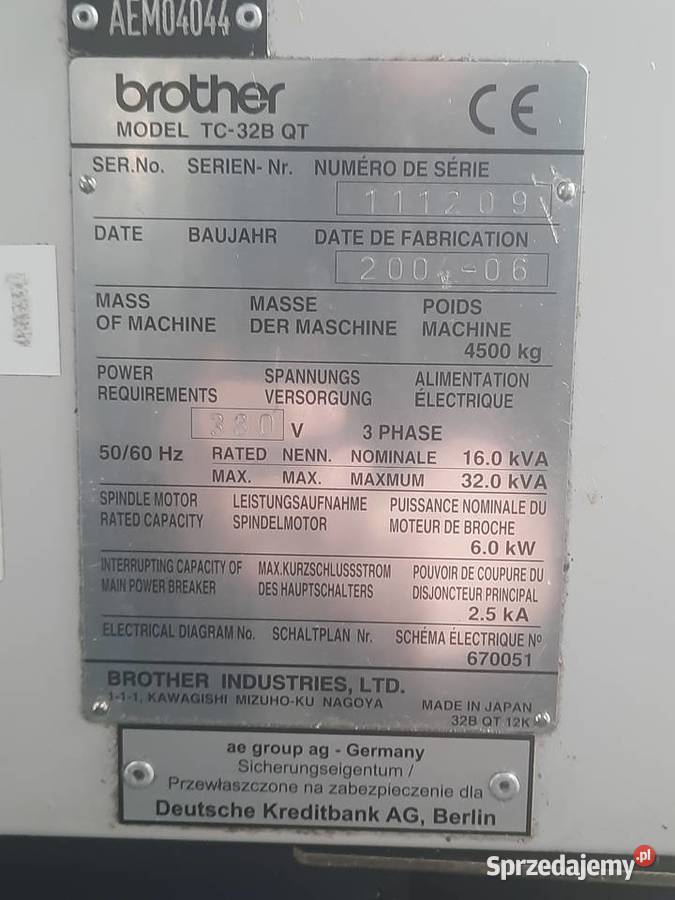 AEM04044
brother
CE
MODEL TC-32B QT
SER.No. SERIEN-Nr. NUMÉRO DE SÉRIE
111209
DATE BAUJAHR DATE DE FABRICATION
-06
MASS MASSE POIDS
OF MACHINE DER MASCHINE MACHINE
4500 kg
POWER SPANNUNGS ALIMENTATION
REQUIREMENTS VERSORGUNG ÉLECTRIQUE
380 V 3 PHASE
50/60 Hz RATED NENN. NOMINALE 16.0 kVA
MAX. MAX. MAXMUM 32.0 kVA
SPINDLE MOTOR LEISTUNGSAUFNAHME PUISSANCE NOMINALE DU
RATED CAPACITY SPINDELMOTOR MOTEUR DE BROCHE
6.0 kW
INTERRUPTING CAPACITY OF MAX.KURZSCHLUSSSTROM POUVOIR DE COUPURE DU
MAIN POWER BREAKER DES HAUPTSCHALTERS DISJONCTEUR PRINCIPAL
2.5 kA
ELECTRICAL DIAGRAM No. SCHALTPLAN Nr. SCHÉMA ÉLECTRIQUE Nº
670051
BROTHER INDUSTRIES, LTD.
1-1-1, KAWAGISHI MIZUHO-KU NAGOYA MADE IN JAPAN
32B QT 12K
ae group ag - Germany
Sicherungseigentum /
Przewłaszczone na zabezpieczenie dla
Deutsche Kreditbank AG, Berlin
Sprzedajemy.pl